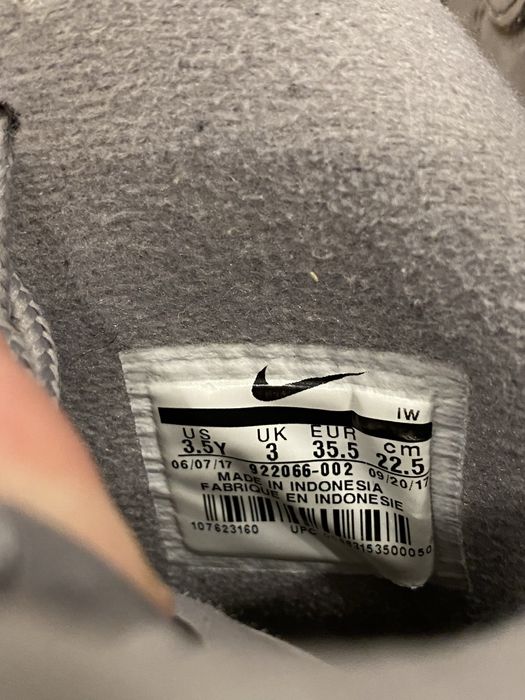 IW
US UK EUR cm
3.5Y 3 35.5 22.5
06/07/17 922066-002 09/20/17
MADE IN INDONESIA
FABRIQUE EN INDONESIE
107623160 UPC